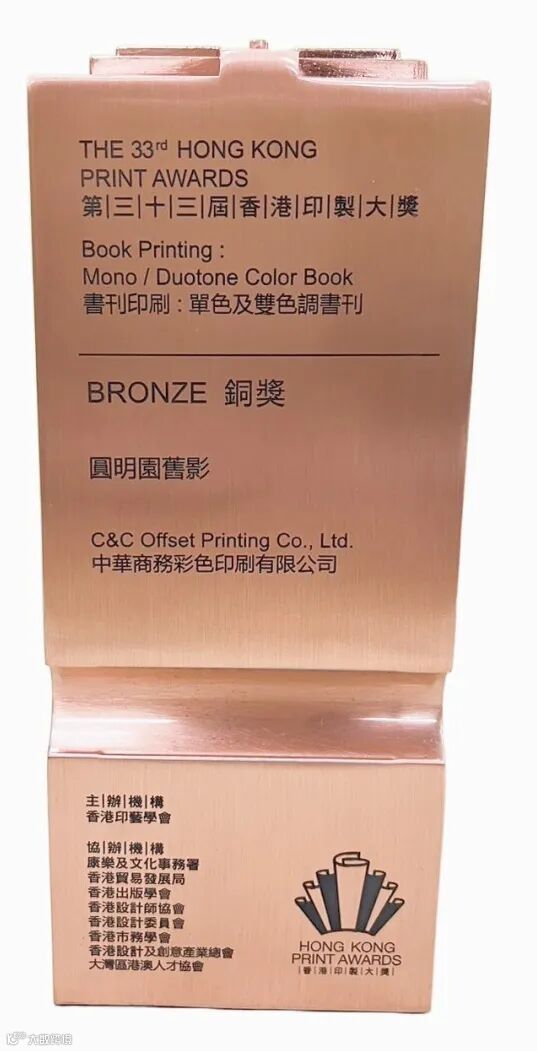 THE 33rd HONG KONG
PRINT AWARDS
第|三|十|三|屆|香|港|印|製|大|獎
Book Printing :
Mono / Duotone Color Book
書刊印刷 : 單色及雙色調書刊
BRONZE 銅獎
圓明園舊影
C&C Offset Printing Co., Ltd.
中華商務彩色印刷有限公司
主|辦|機|構
香港印藝學會
協|辦|機|構
康樂及文化事務署
香港貿易發展局
香港出版學會
香港設計師協會
香港設計委員會
香港市務學會
香港設計及創意產業總會
大灣區港澳人才協會
HONG KONG
PRINT AWARDS
|香|港|印|製|大|獎|
大数跨境